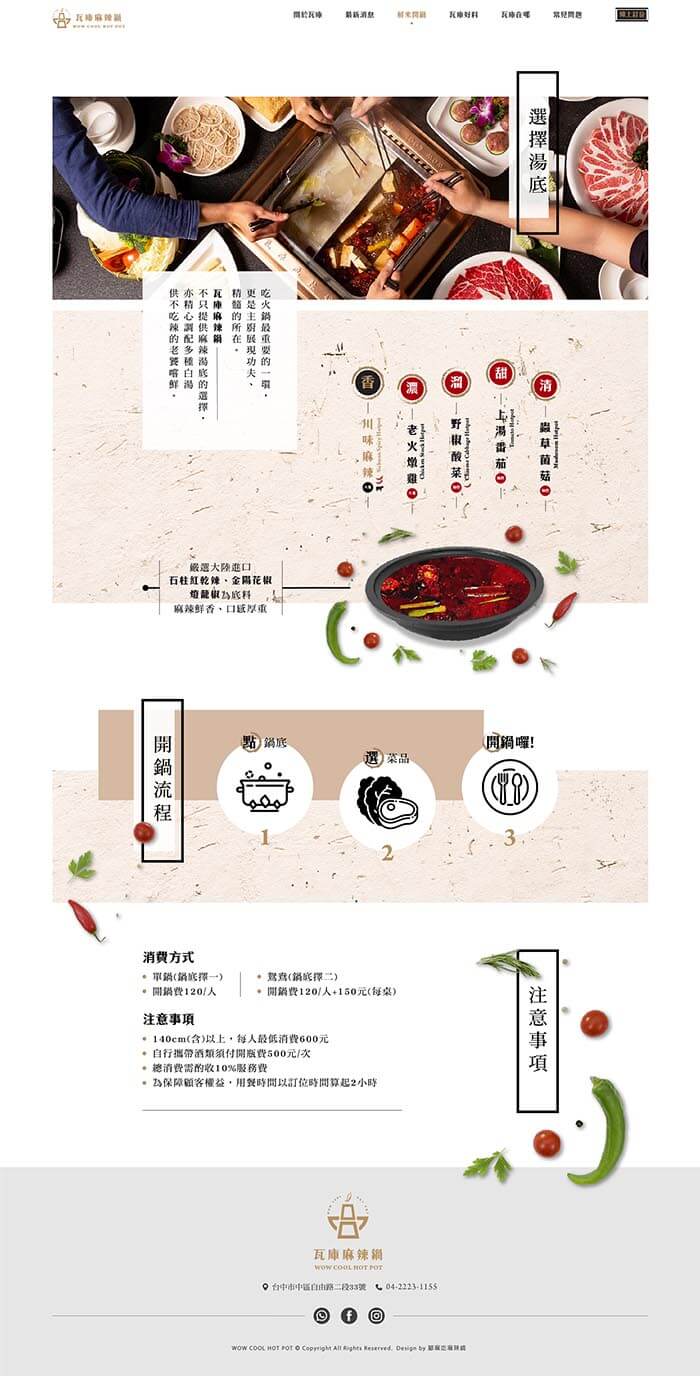 瓦庫麻辣鍋
WOW COOL HOT POT
關於瓦庫
最新消息
鮮來開鍋
瓦庫好料
瓦庫在哪
常見問題
線上訂位
選擇湯底
吃火鍋最重要的一環，
更是主廚展現功夫、
精髓的所在。
瓦庫麻辣鍋
不只提供麻辣湯底的選擇，
亦精心調配多種白湯
供不吃辣的老饕嚐鮮。
清
蟲草菌菇
Mushroom Hotpot
甜
上湯番茄
Tomato Hotpot
溜
野椒酸菜
Chinese Cabbage Hotpot
濃
老火燉雞
Chicken Stock Hotpot
香
川味麻辣
Sichuan Spicy Hotpot
嚴選大陸進口
石柱紅乾辣、金陽花椒
燈籠椒為底料
麻辣鮮香、口感厚重
開鍋流程
點 鍋底
1
選 菜品
2
開鍋囉!
3
消費方式
單鍋(鍋底擇一)
開鍋費120/人
鴛鴦(鍋底擇二)
開鍋費120/人+150元(每桌)
注意事項
140cm(含)以上，每人最低消費600元
自行攜帶酒類須付開瓶費500元/次
總消費需酌收10%服務費
為保障顧客權益，用餐時間以訂位時間算起2小時
注意事項
瓦庫麻辣鍋
WOW COOL HOT POT
台中市中區自由路二段33號
04-2223-1155
WOW COOL HOT POT © Copyright All Rights Reserved. Design by